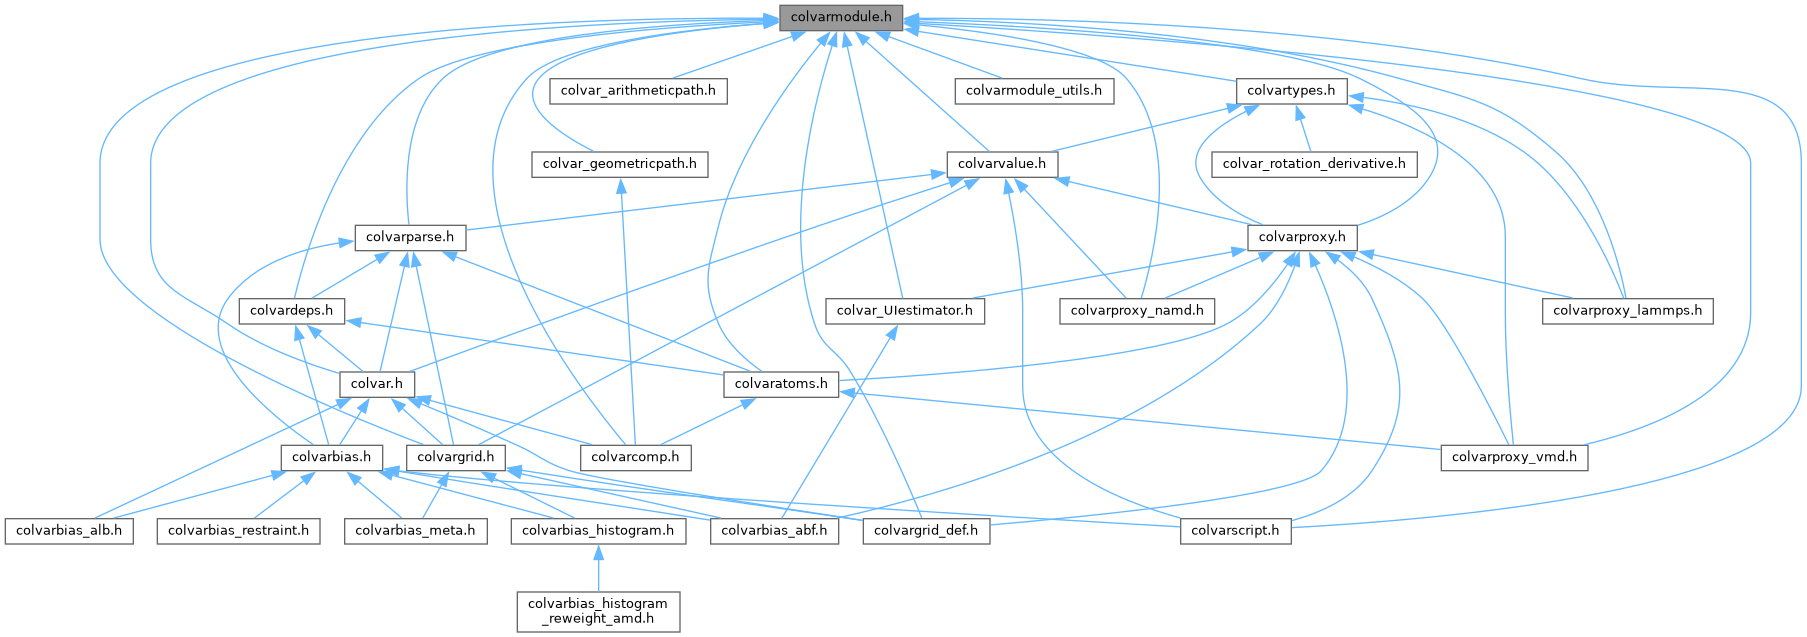 colvarmodule.h
colvar_arithmeticpath.h
colvarmodule_utils.h
colvartypes.h
colvar_geometricpath.h
colvarvalue.h
colvar_rotation_derivative.h
colvarparse.h
colvarproxy.h
colvardeps.h
colvar_UIestimator.h
colvarproxy_namd.h
colvarproxy_lammps.h
colvar.h
colvaratoms.h
colvarbias.h
colvargrid.h
colvarcomp.h
colvarproxy_vmd.h
colvarbias_alb.h
colvarbias_restraint.h
colvarbias_meta.h
colvarbias_histogram.h
colvarbias_abf.h
colvargrid_def.h
colvarscript.h
colvarbias_histogram
_reweight_amd.h